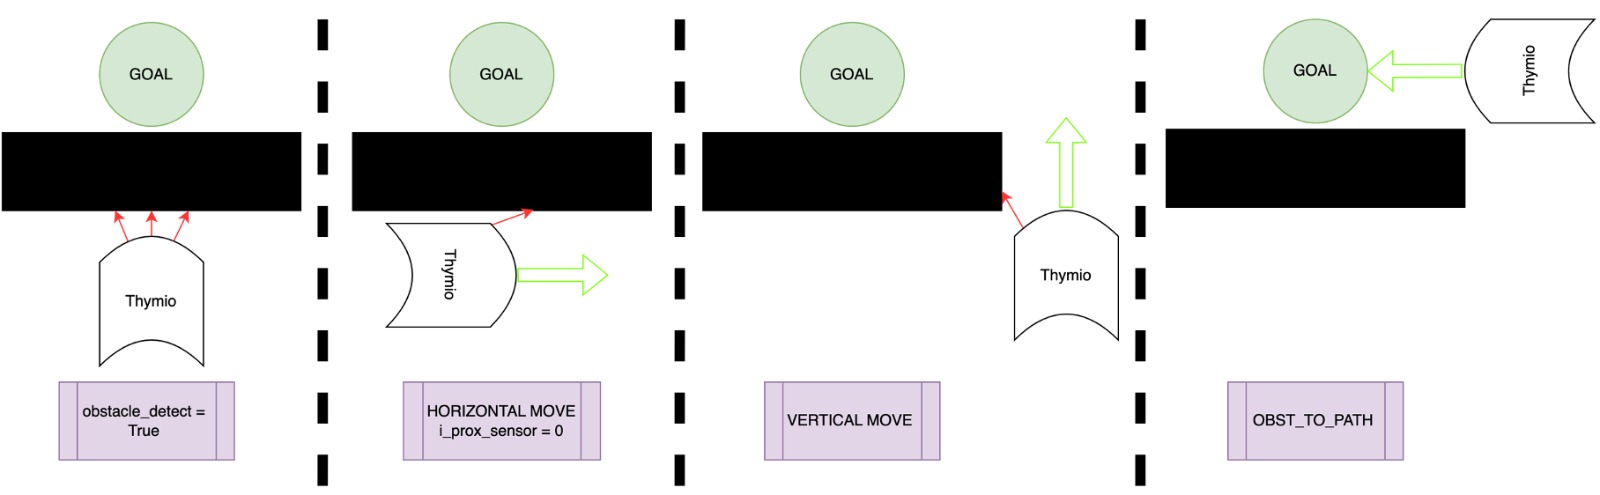 GOAL
Thymio
obstacle_detect =
True
GOAL
Thymio
HORIZONTAL MOVE
i_prox_sensor = 0
GOAL
Thymio
VERTICAL MOVE
GOAL
Thymio
OBST_TO_PATH